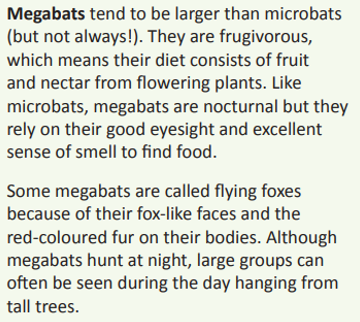 Megabats tend to be larger than microbats
(but not always!). They are frugivorous,
which means their diet consists of fruit
and nectar from flowering plants. Like
microbats, megabats are nocturnal but they
rely on their good eyesight and excellent
sense of smell to find food.
Some megabats are called flying foxes
because of their fox-like faces and the
red-coloured fur on their bodies. Although
megabats hunt at night, large groups can
often be seen during the day hanging from
tall trees.